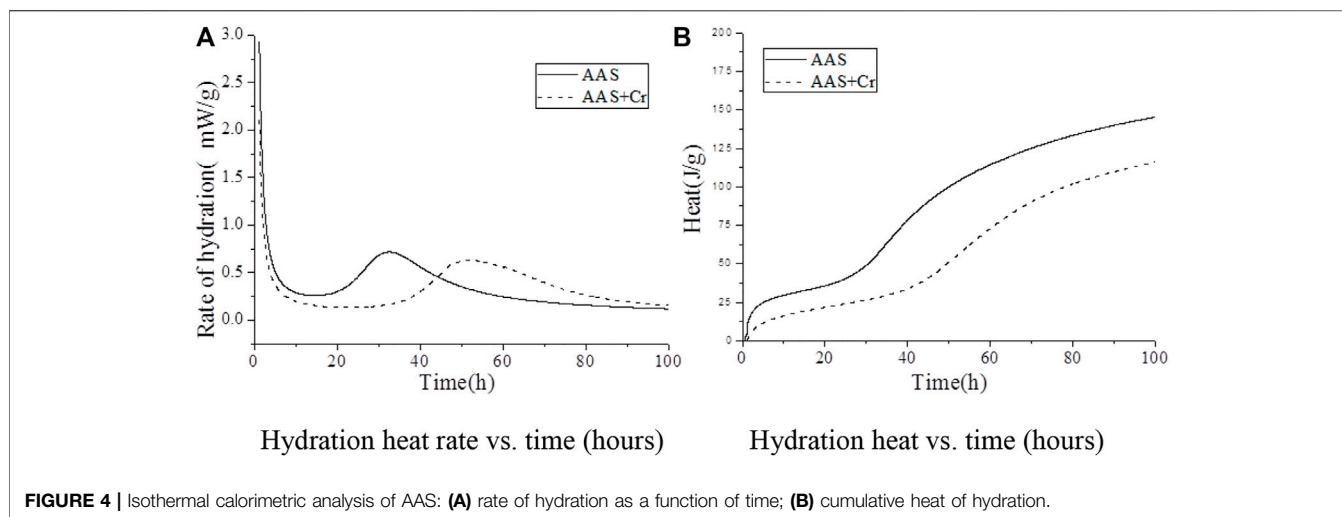 A
3.0
2.5
2.0
1.5
1.0
0.5
0.0
Rate of hydration( mW/g)
AAS
AAS+Cr
0 20 40 60 80 100
Time(h)
Hydration heat rate vs. time (hours)
B
200
175
150
125
100
75
50
25
0
Heat(J/g)
AAS
AAS+Cr
0 20 40 60 80 100
Time(h)
Hydration heat vs. time (hours)
FIGURE 4 | Isothermal calorimetric analysis of AAS: (A) rate of hydration as a function of time; (B) cumulative heat of hydration.